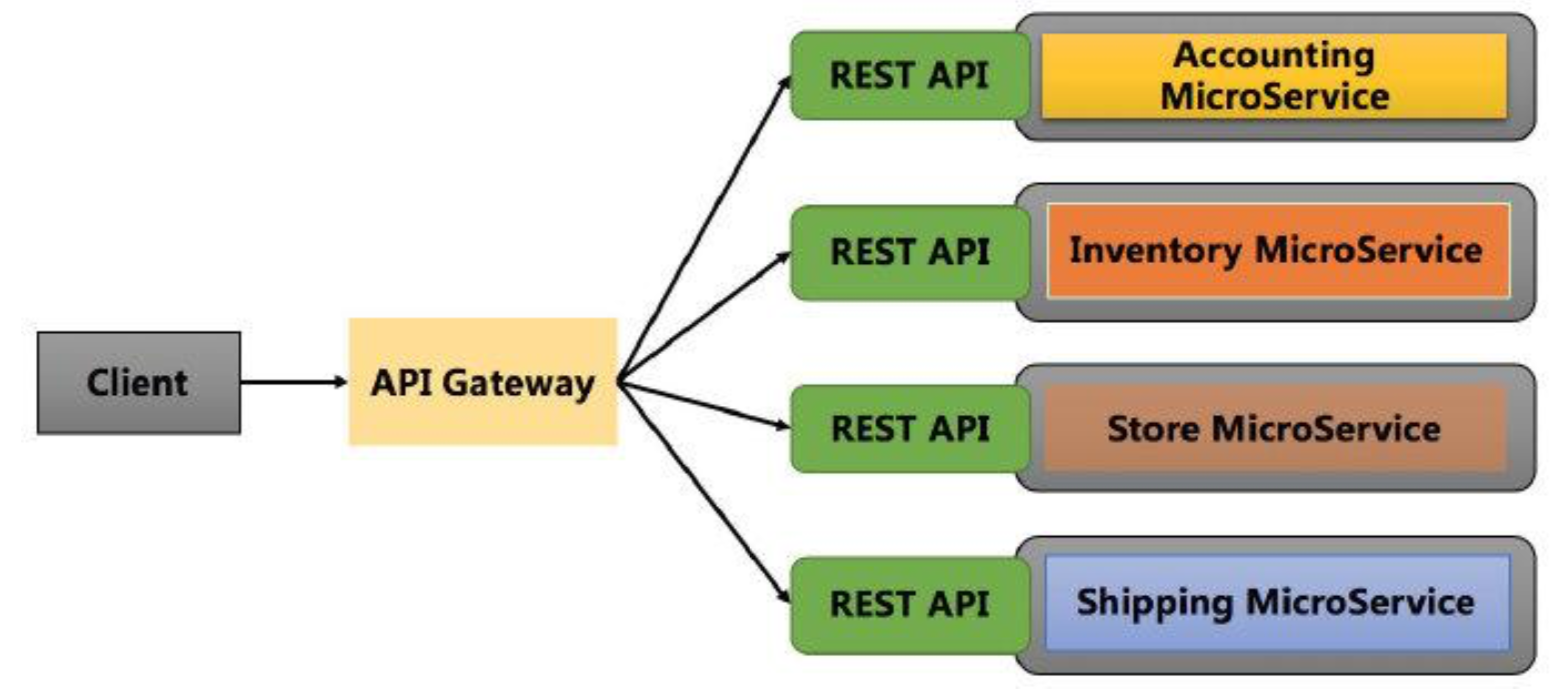 REST API
Accounting
MicroService
REST API
Inventory MicroService
Client
API Gateway
REST API
Store MicroService
REST API
Shipping MicroService